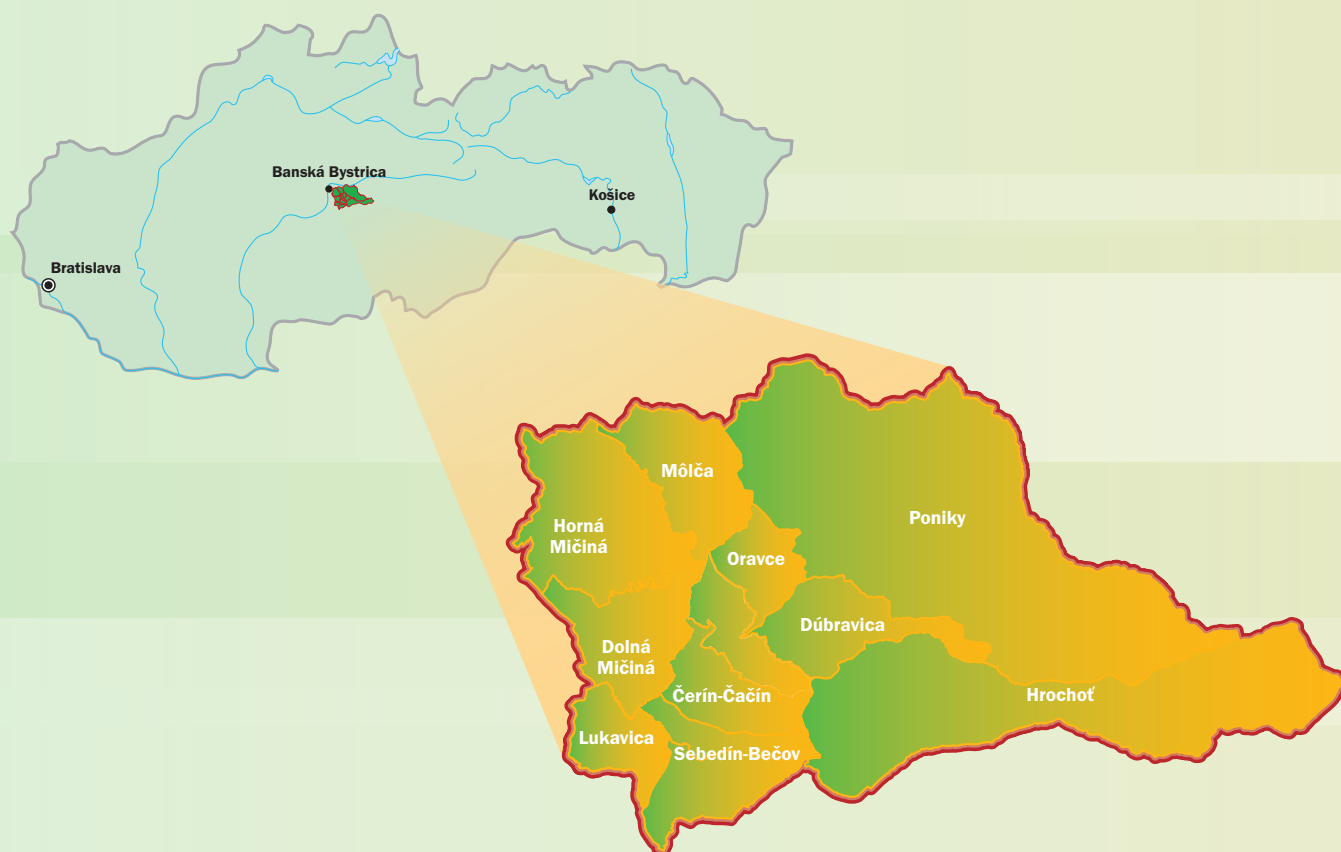 Banská Bystrica
Košice
Bratislava
Môlča
Poniky
Horná
Mičiná
Oravce
Dúbravica
Dolná
Mičiná
Čerín-Čačín
Hrochoť
Lukavica
Sebedín-Bečov